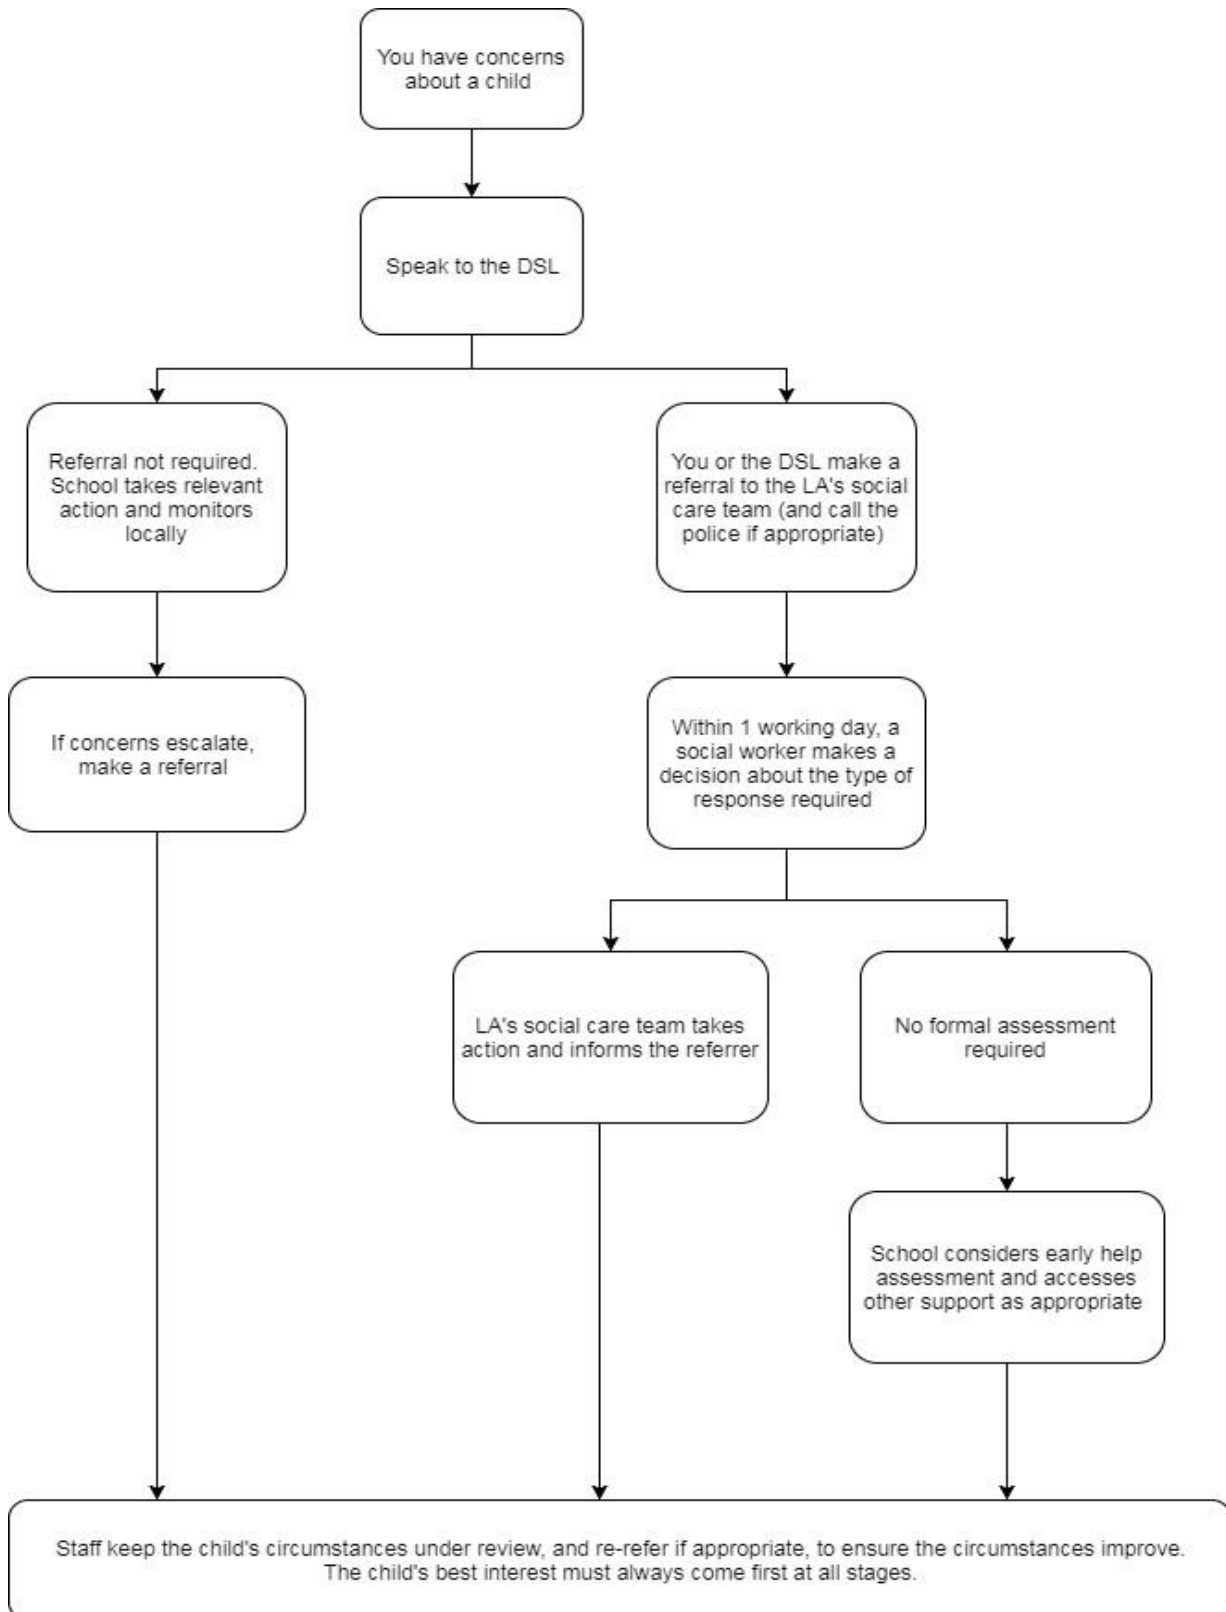 You have concerns
about a child
Speak to the DSL
Referral not required.
School takes relevant
action and monitors
locally
You or the DSL make a
referral to the LA's social
care team (and call the
police if appropriate)
If concerns escalate,
make a referral
Within 1 working day, a
social worker makes a
decision about the type of
response required
LA's social care team takes
action and informs the referrer
No formal assessment
required
School considers early help
assessment and accesses
other support as appropriate
Staff keep the child's circumstances under review, and re-refer if appropriate, to ensure the circumstances improve.
The child's best interest must always come first at all stages.